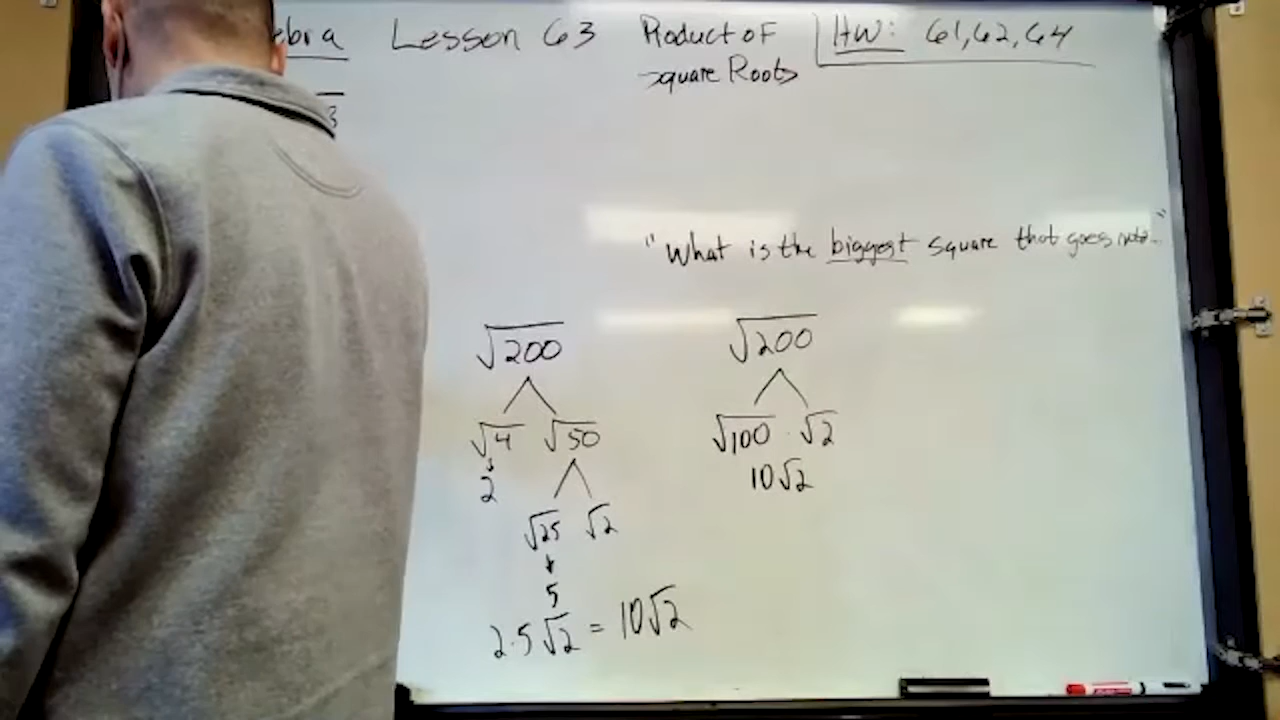 ebra Lesson 63 Product of Square Roots HW: 61, 62, 64
3
"What is the biggest square that goes into..."
√200 √200
√4 √50 √100 · √2
2 10√2
√25 √2
5
2·5√2 = 10√2